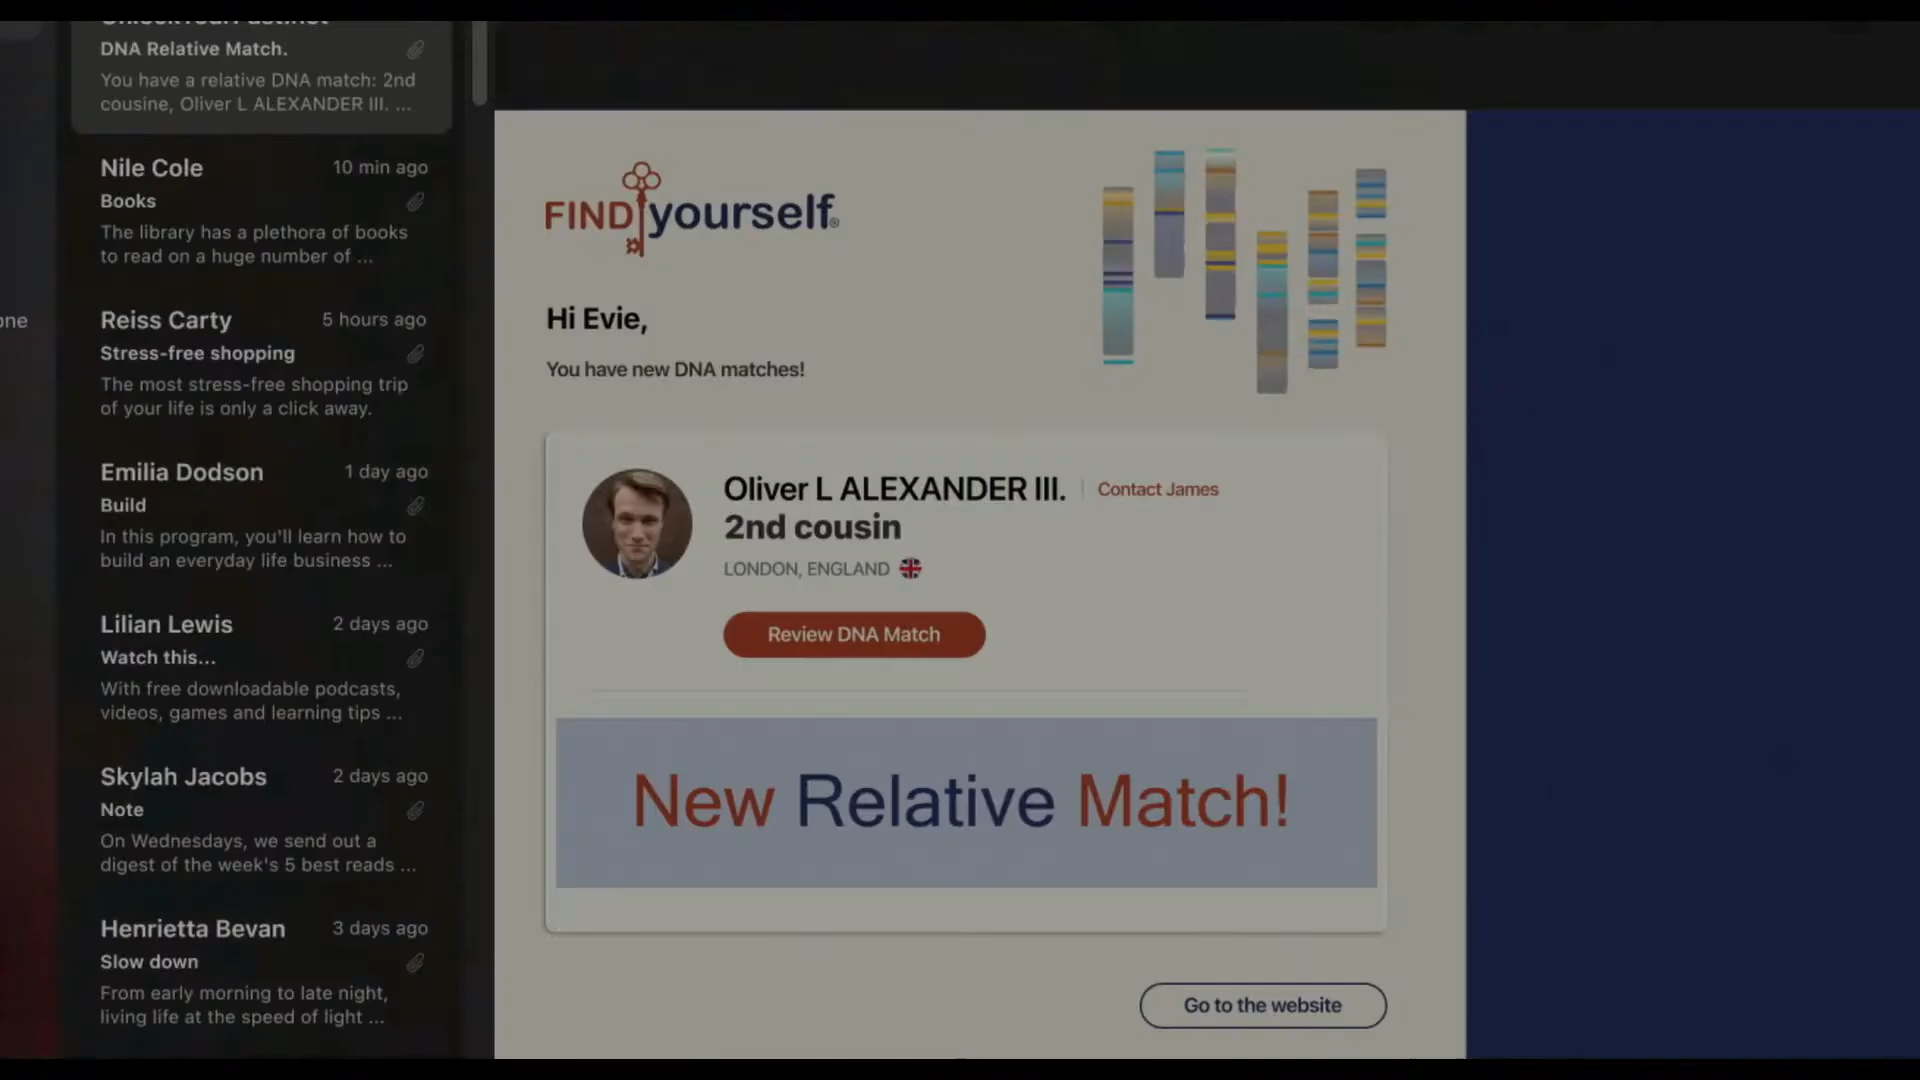 DNA Relative Match.
You have a relative DNA match: 2nd
cousine, Oliver L ALEXANDER III. ...
Nile Cole 10 min ago
Books
The library has a plethora of books
to read on a huge number of ...
Reiss Carty 5 hours ago
Stress-free shopping
The most stress-free shopping trip
of your life is only a click away.
Emilia Dodson 1 day ago
Build
In this program, you'll learn how to
build an everyday life business ...
Lilian Lewis 2 days ago
Watch this...
With free downloadable podcasts,
videos, games and learning tips ...
Skylah Jacobs 2 days ago
Note
On Wednesdays, we send out a
digest of the week's 5 best reads ...
Henrietta Bevan 3 days ago
Slow down
From early morning to late night,
living life at the speed of light ...
FIND yourself®
Hi Evie,
You have new DNA matches!
Oliver L ALEXANDER III. | Contact James
2nd cousin
LONDON, ENGLAND
Review DNA Match
New Relative Match!
Go to the website